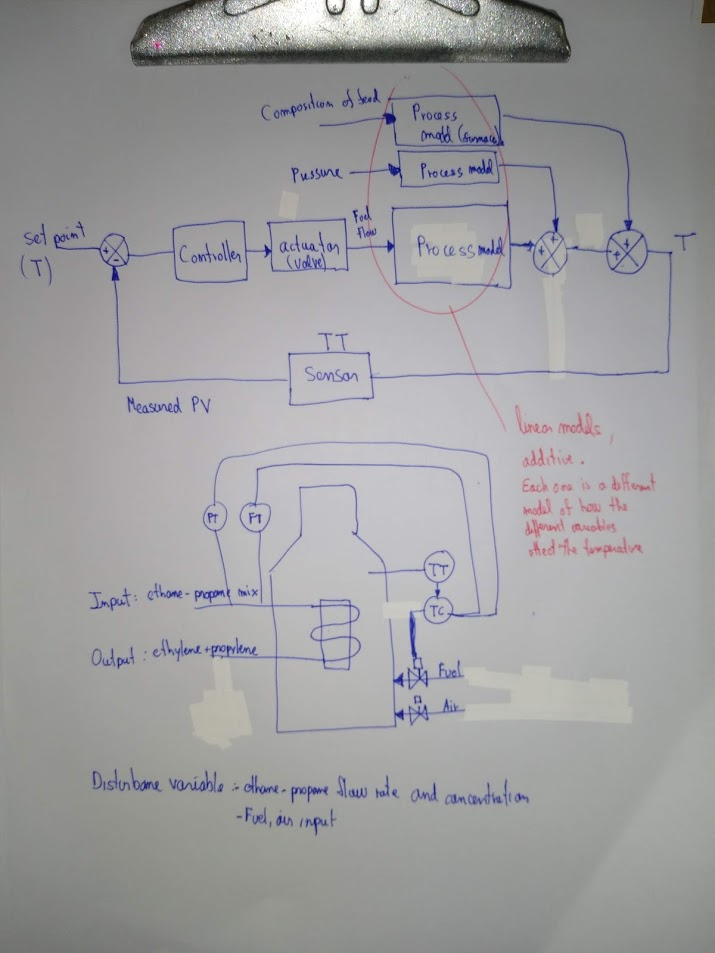 Composition of feed
Process
model (furnace)
Pussure
Process model
set point
(T)
+
-
Controller
actuator
(valve)
Fuel
flow
Process model
+
+
+
+
T
TT
Sensor
Measured PV
linear models,
additive.
Each one is a different
model of how the
different variables
affect the temperature
PT
FT
TT
TC
Input: ethane-propane mix
Output: ethylene+propylene
Fuel
Air
Disturbane variable :- ethane-propane flow rate and concentration
- Fuel, air input